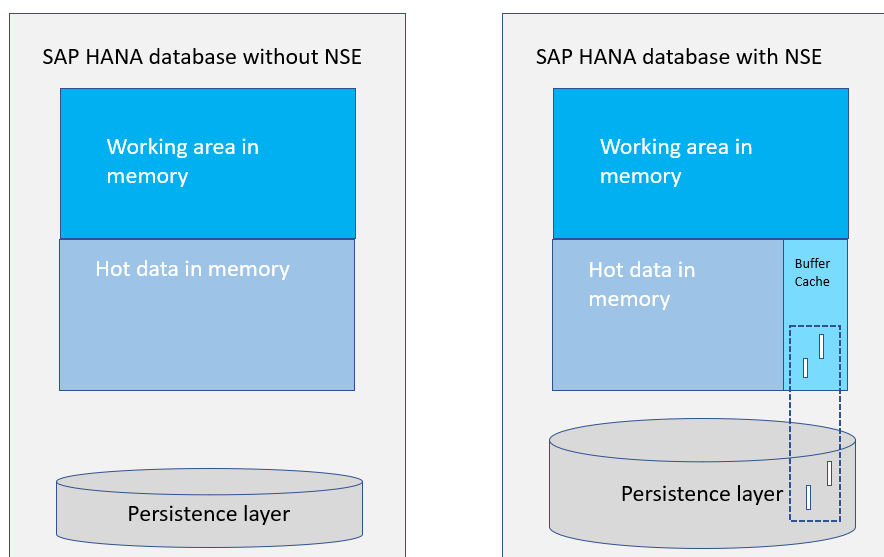 SAP HANA database without NSE
Working area in
memory
Hot data in memory
Persistence layer
SAP HANA database with NSE
Working area in
memory
Hot data in
memory
Buffer
Cache
Persistence layer